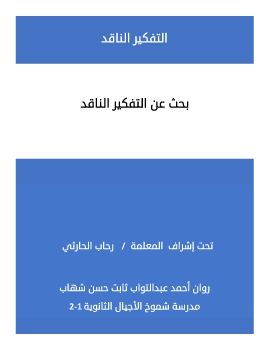 التفكير الناقد
بحث عن التفكير الناقد
تحت إشراف المعلمة / رحاب الحارثي
روان أحمد عبدالتواب ثابت حسن شهاب
مدرسة شموخ الأجيال الثانوية 1-2